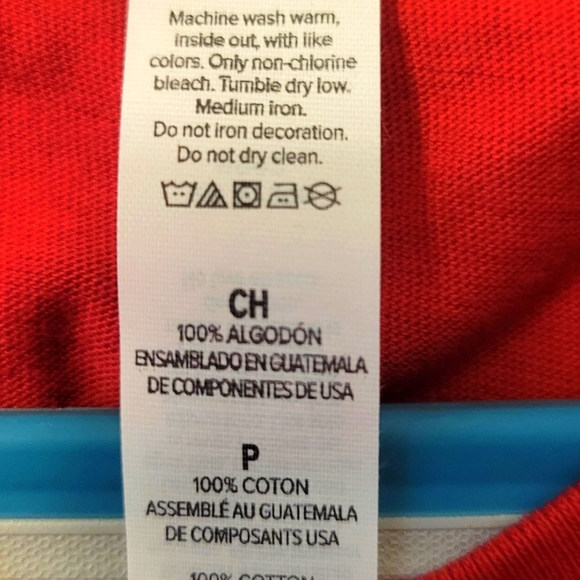 Machine wash warm,
inside out, with like
colors. Only non-chlorine
bleach. Tumble dry low.
Medium iron.
Do not iron decoration.
Do not dry clean.
CH
100% ALGODÓN
ENSAMBLADO EN GUATEMALA
DE COMPONENTES DE USA
P
100% COTON
ASSEMBLÉ AU GUATEMALA
DE COMPOSANTS USA
100% COTTON